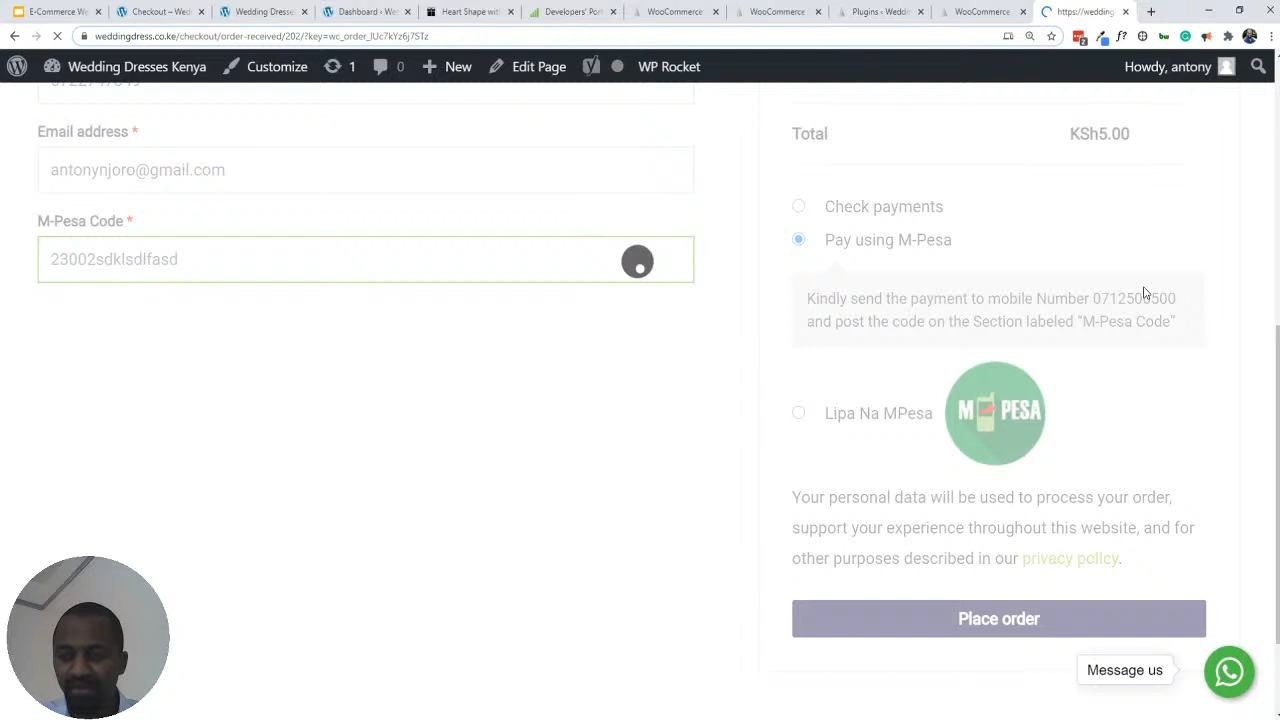 E-Commerce We
Checkout – Wedd
Wedding Dresses
Dashboard ‹ Wed
Heart Shape with
Developers' Port
WooCommerce
WooCommerce
Plugins ‹ Weddin
WooCommerce
https://wedding
weddingdress.co.ke/checkout/order-received/202/?key=wc_order_lUc7kYz6j7STz
Wedding Dresses Kenya
Customize
1
0
New
Edit Page
WP Rocket
Howdy, antony
Email address *
antonynjoro@gmail.com
M-Pesa Code *
23002sdklsdlfasd
Total KSh5.00
Check payments
Pay using M-Pesa
Kindly send the payment to mobile Number 0712500500
and post the code on the Section labeled “M-Pesa Code”
Lipa Na MPesa
M PESA
Your personal data will be used to process your order,
support your experience throughout this website, and for
other purposes described in our privacy policy.
Place order
Message us